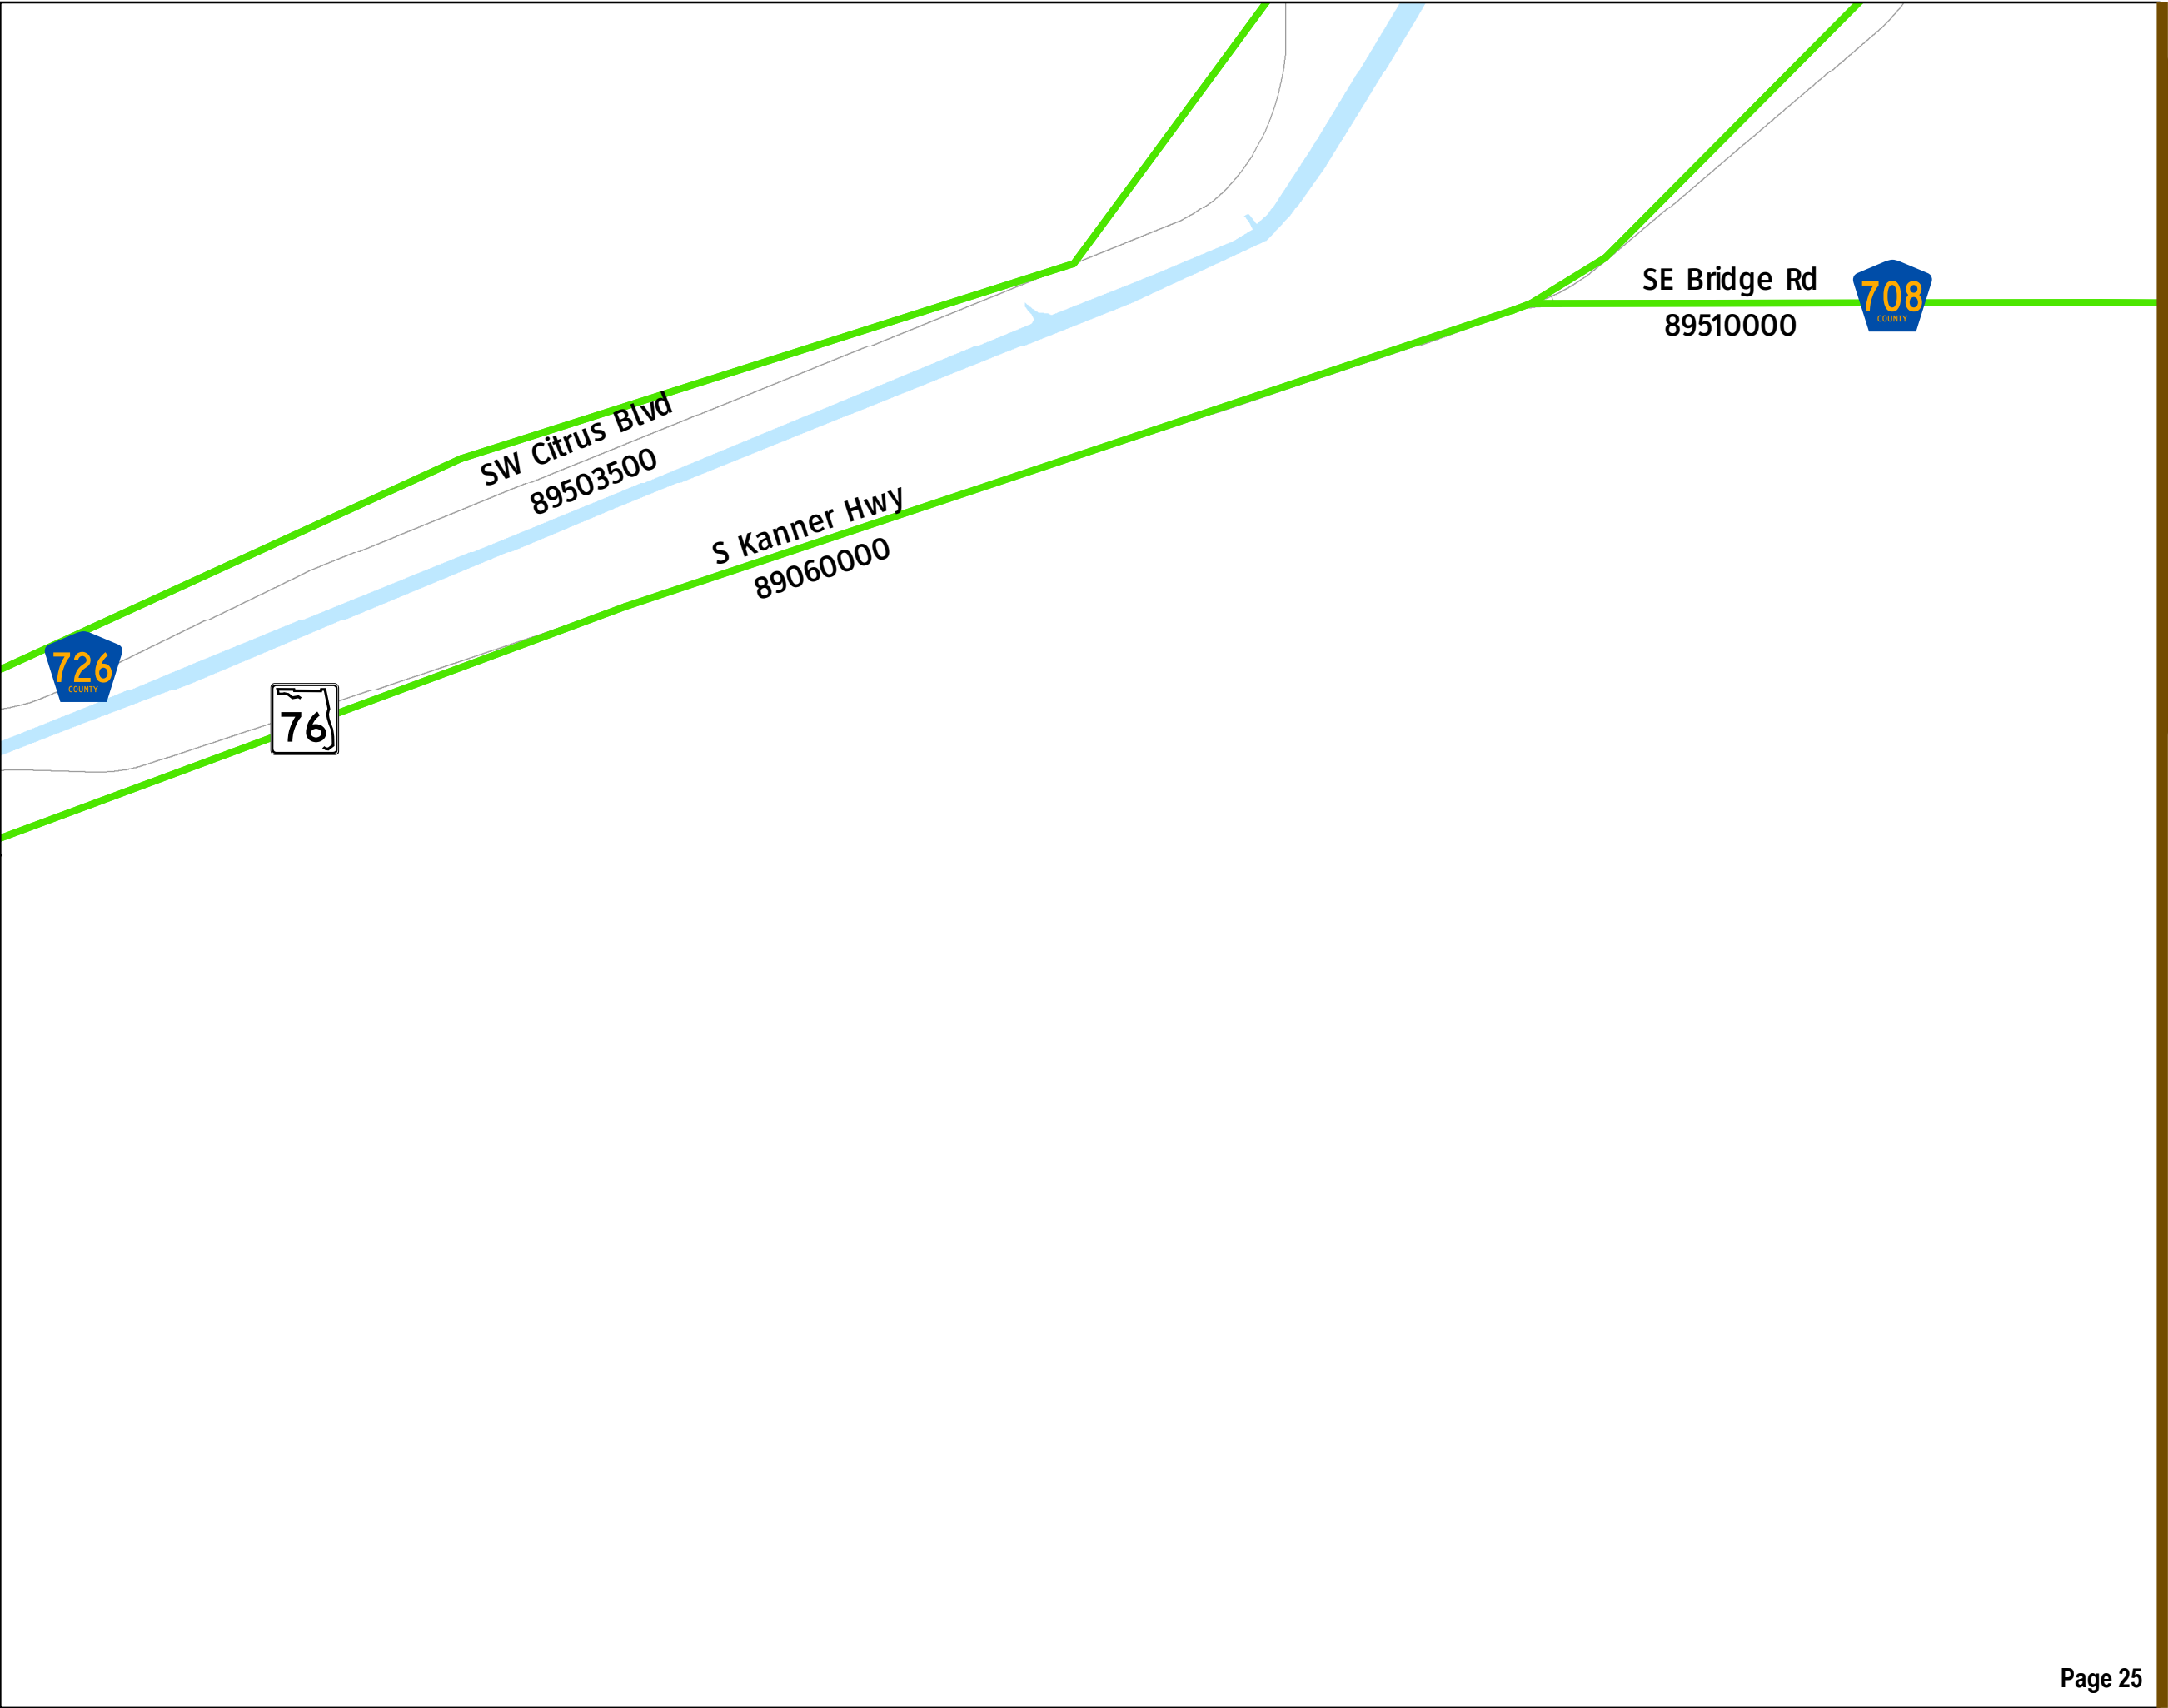 SE Bridge Rd
708
COUNTY
89510000
SW Citrus Blvd
89503500
S Kanner Hwy
89060000
726
COUNTY
76
Page 25